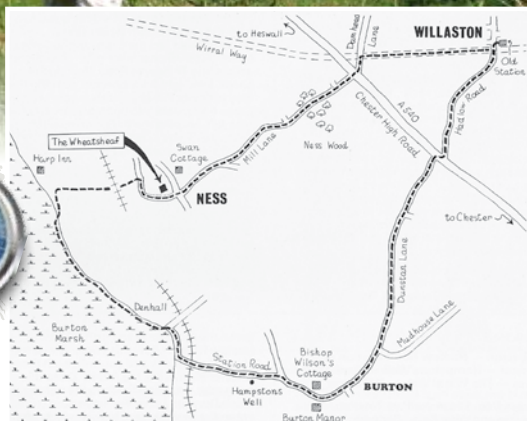 to Heswall
Wirral Way
Damhead
Lane
WILLASTON
Old
Station
Hadlow Road
A540
Chester High Road
The Wheatsheaf
Swan
Cottage
Harp Inn
Mill Lane
Ness Wood
NESS
to Chester
Dunstan Lane
Denhall
Burton
Marsh
Mudhouse Lane
Station Road
Bishop
Wilson's
Cottage
Hampstons
Well
BURTON
Burton Manor